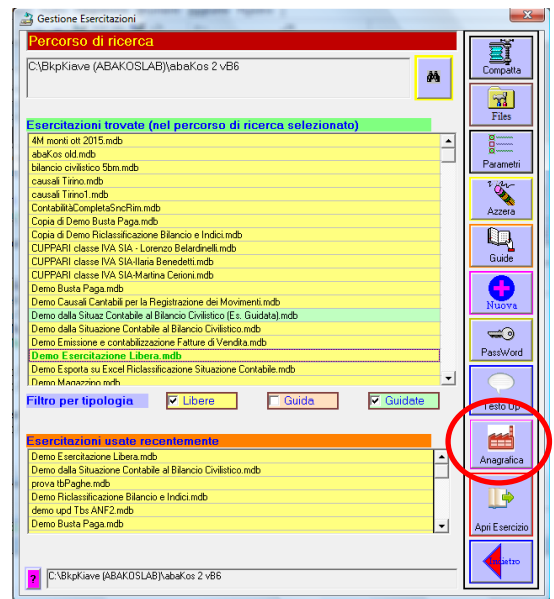 Gestione Esercitazioni
Percorso di ricerca
C:\BkpKiave (ABAKOSLAB)\abaKos 2 vB6
Esercitazioni trovate (nel percorso di ricerca selezionato)
4M monti ott 2015.mdb
abaKos old.mdb
bilancio civilistico 5bm.mdb
causali Tirino.mdb
causali Tirino1.mdb
ContabilitàCompletaSncRim.mdb
Copia di Demo Busta Paga.mdb
Copia di Demo Riclassificazione Bilancio e Indici.mdb
CUPPARI classe IVA SIA - Lorenzo Belardinelli.mdb
CUPPARI classe IVA SIA-Ilaria Benedetti.mdb
CUPPARI classe IVA SIA-Martina Cerioni.mdb
Demo Busta Paga.mdb
Demo Causali Cantabili per la Registrazione dei Movimenti.mdb
Demo dalla Situaz Contabile al Bilancio Civilistico (Es. Guidata).mdb
Demo dalla Situazione Contabile al Bilancio Civilistico.mdb
Demo Emissione e contabilizzazione Fatture di Vendita.mdb
Demo Esercitazione Libera.mdb
Demo Esporta su Excel Riclassificazione Situazione Contabile.mdb
Demo Magazzino.mdb
Filtro per tipologia
Libere
Guida
Guidate
Esercitazioni usate recentemente
Demo Esercitazione Libera.mdb
Demo dalla Situazione Contabile al Bilancio Civilistico.mdb
prova tbPaghe.mdb
Demo Riclassificazione Bilancio e Indici.mdb
demo upd Tbs ANF2.mdb
Demo Busta Paga.mdb
?
C:\BkpKiave (ABAKOSLAB)\abaKos 2 vB6
Compatta
Files
Parametri
Azzera
Guide
Nuova
PassWord
Testo Op
Anagrafica
Apri Esercizio
Indietro